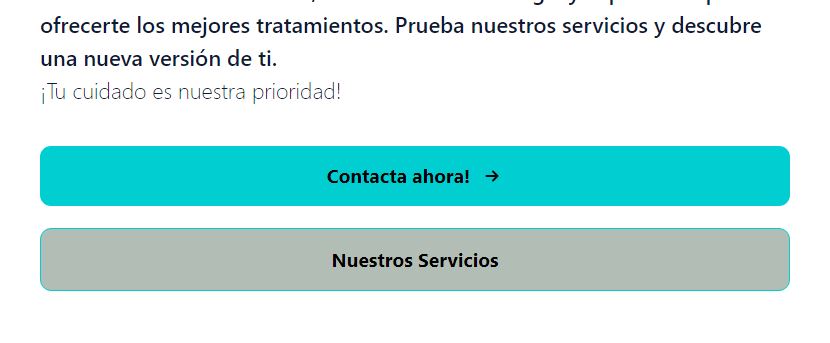 ofrecerte los mejores tratamientos. Prueba nuestros servicios y descubre
una nueva versión de ti.
¡Tu cuidado es nuestra prioridad!
Contacta ahora! →
Nuestros Servicios